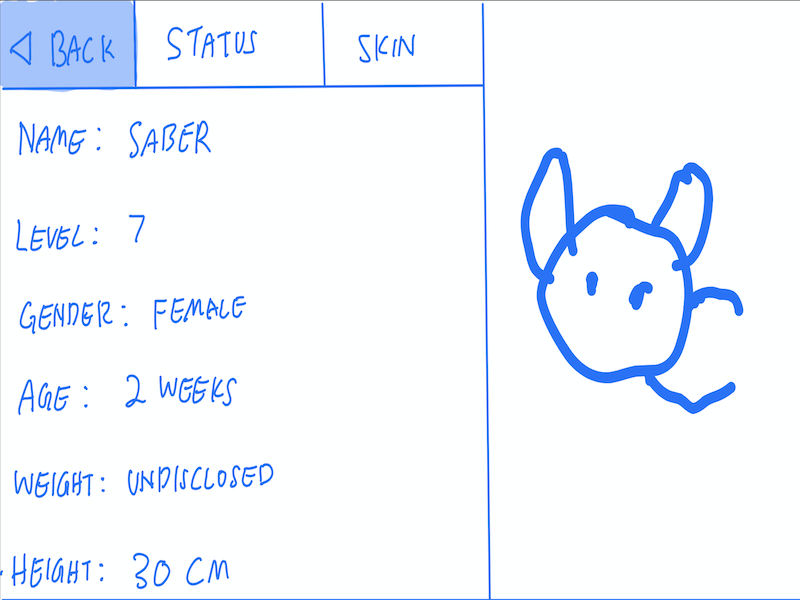 BACK STATUS SKIN
NAME: SABER
LEVEL: 7
GENDER: FEMALE
AGE: 2 WEEKS
WEIGHT: UNDISCLOSED
HEIGHT: 30 CM